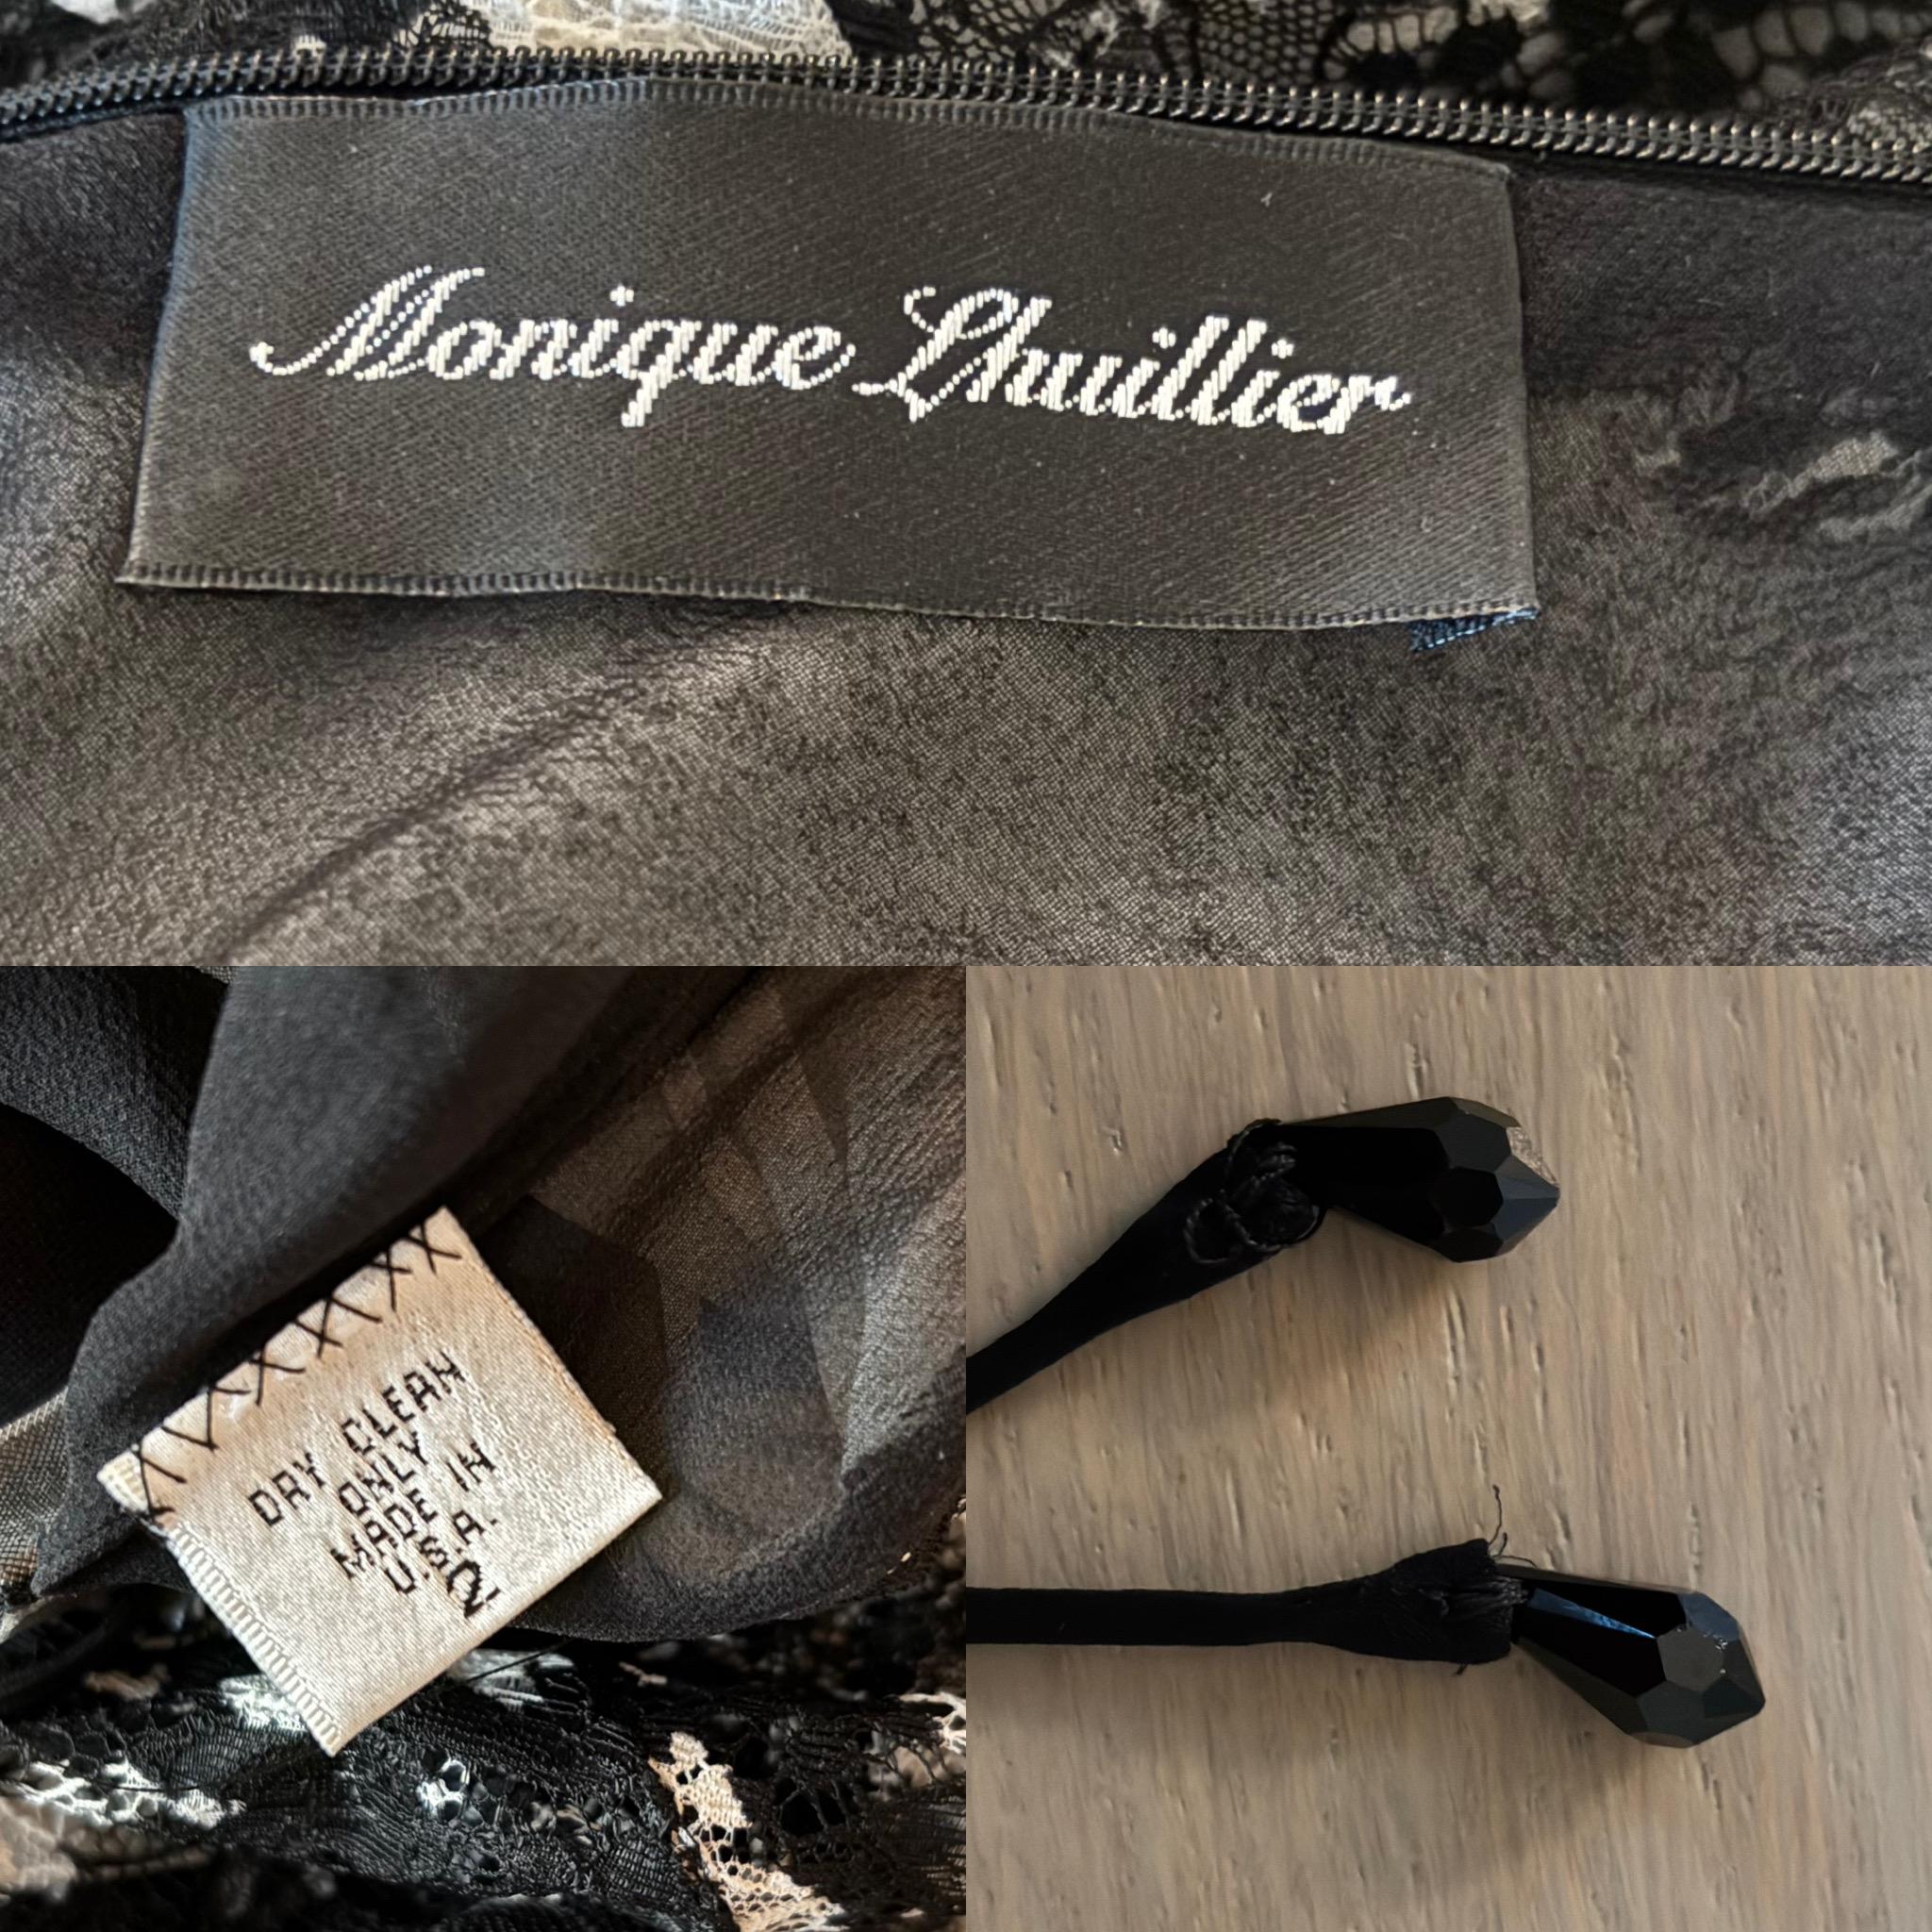 Monique Lhuillier
DRY CLEAN
ONLY
MADE IN
U.S.A.
2